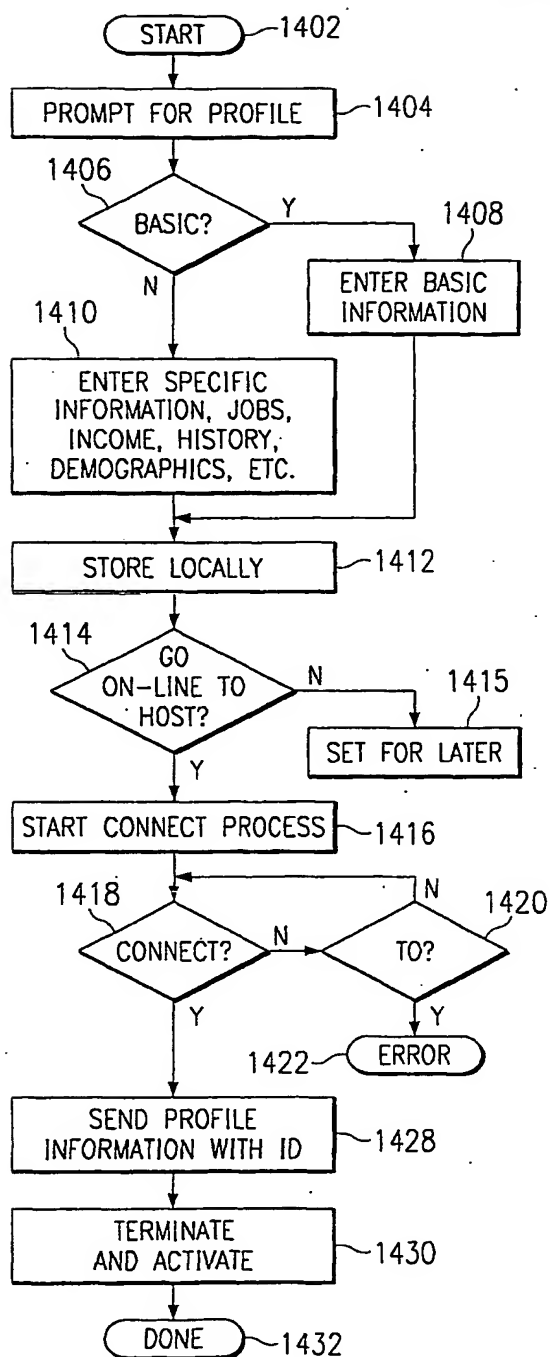 START
1402
PROMPT FOR PROFILE
1404
1406
BASIC?
Y
N
1408
ENTER BASIC
INFORMATION
1410
ENTER SPECIFIC
INFORMATION, JOBS,
INCOME, HISTORY,
DEMOGRAPHICS, ETC.
STORE LOCALLY
1412
1414
GO
ON-LINE TO
HOST?
N
Y
1415
SET FOR LATER
START CONNECT PROCESS
1416
1418
CONNECT?
N
Y
N
1420
TO?
Y
1422
ERROR
SEND PROFILE
INFORMATION WITH ID
1428
TERMINATE
AND ACTIVATE
1430
DONE
1432